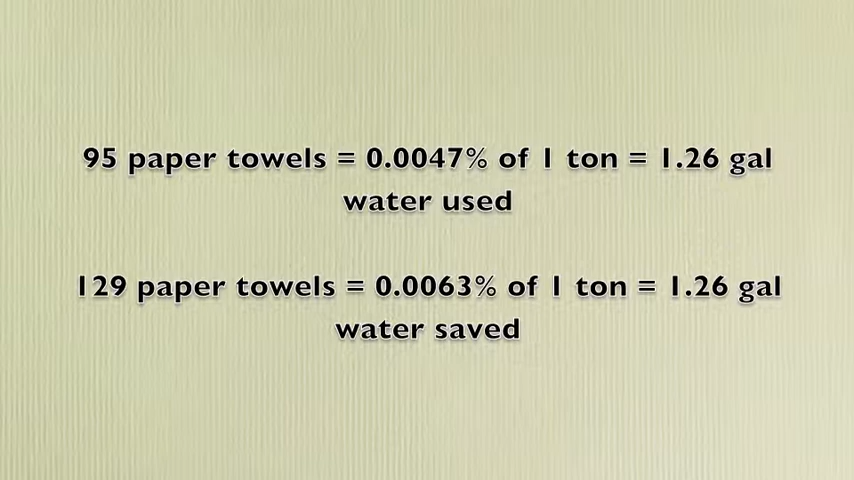 95 paper towels = 0.0047% of 1 ton = 1.26 gal
water used
129 paper towels = 0.0063% of 1 ton = 1.26 gal
water saved